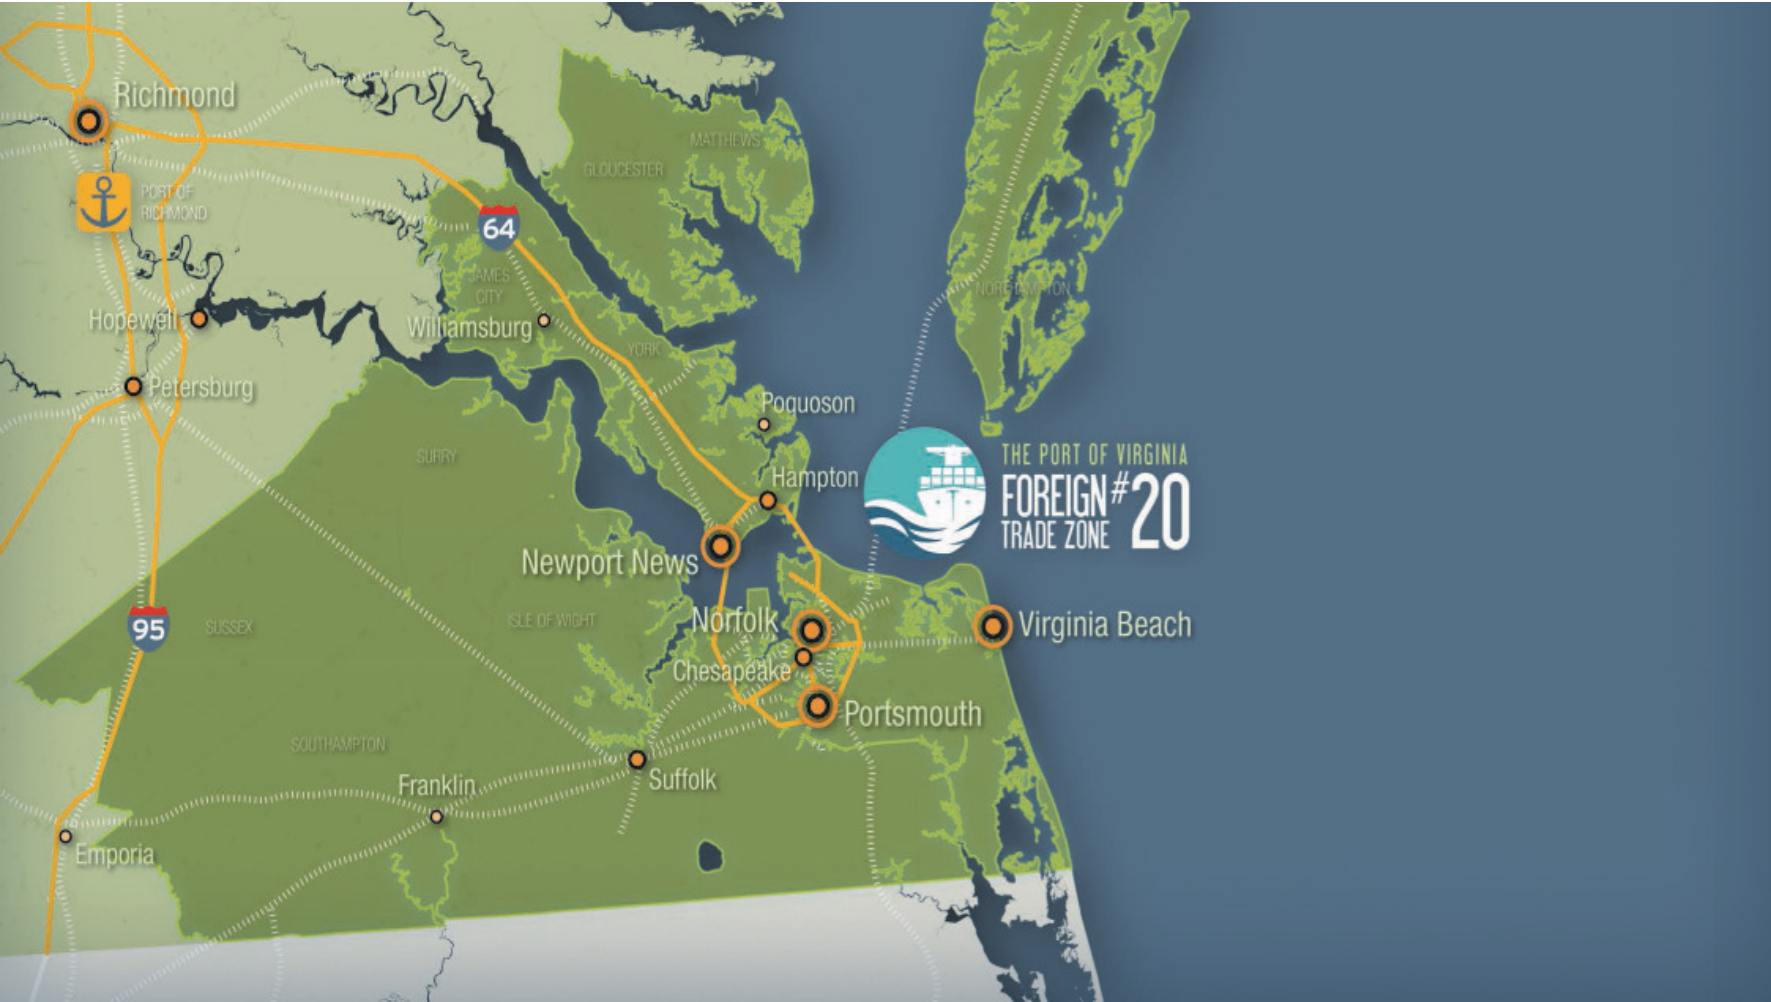 Richmond
MATTHEWS
GLOUCESTER
PORT OF
RICHMOND
64
JAMES
CITY
NORTHAMPTON
Hopewell
Williamsburg
YORK
Petersburg
Poquoson
SURRY
THE PORT OF VIRGINIA
FOREIGN #20
TRADE ZONE
Hampton
Newport News
95
SUSSEX
ISLE OF WIGHT
Norfolk
Virginia Beach
Chesapeake
Portsmouth
SOUTHAMPTON
Suffolk
Franklin
Emporia